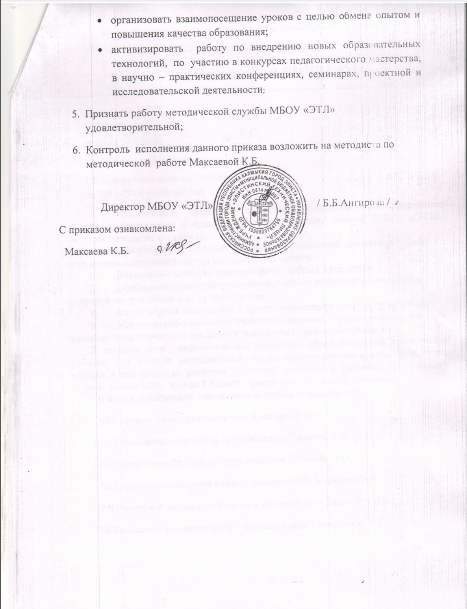 • организовать взаимопосещение уроков с целью обмена опытом и
повышения качества образования;
• активизировать работу по внедрению новых образовательных
технологий, по участию в конкурсах педагогического мастерства,
в научно – практических конференциях, семинарах, проектной и
исследовательской деятельности;
5. Признать работу методической службы МБОУ «ЭТЛ»
удовлетворительной;
6. Контроль исполнения данного приказа возложить на методиста по
методической работе Максаевой К.Б.
Директор МБОУ «ЭТЛ» / Б.Б.Ангирова /
С приказом ознакомлена:
Максаева К.Б.